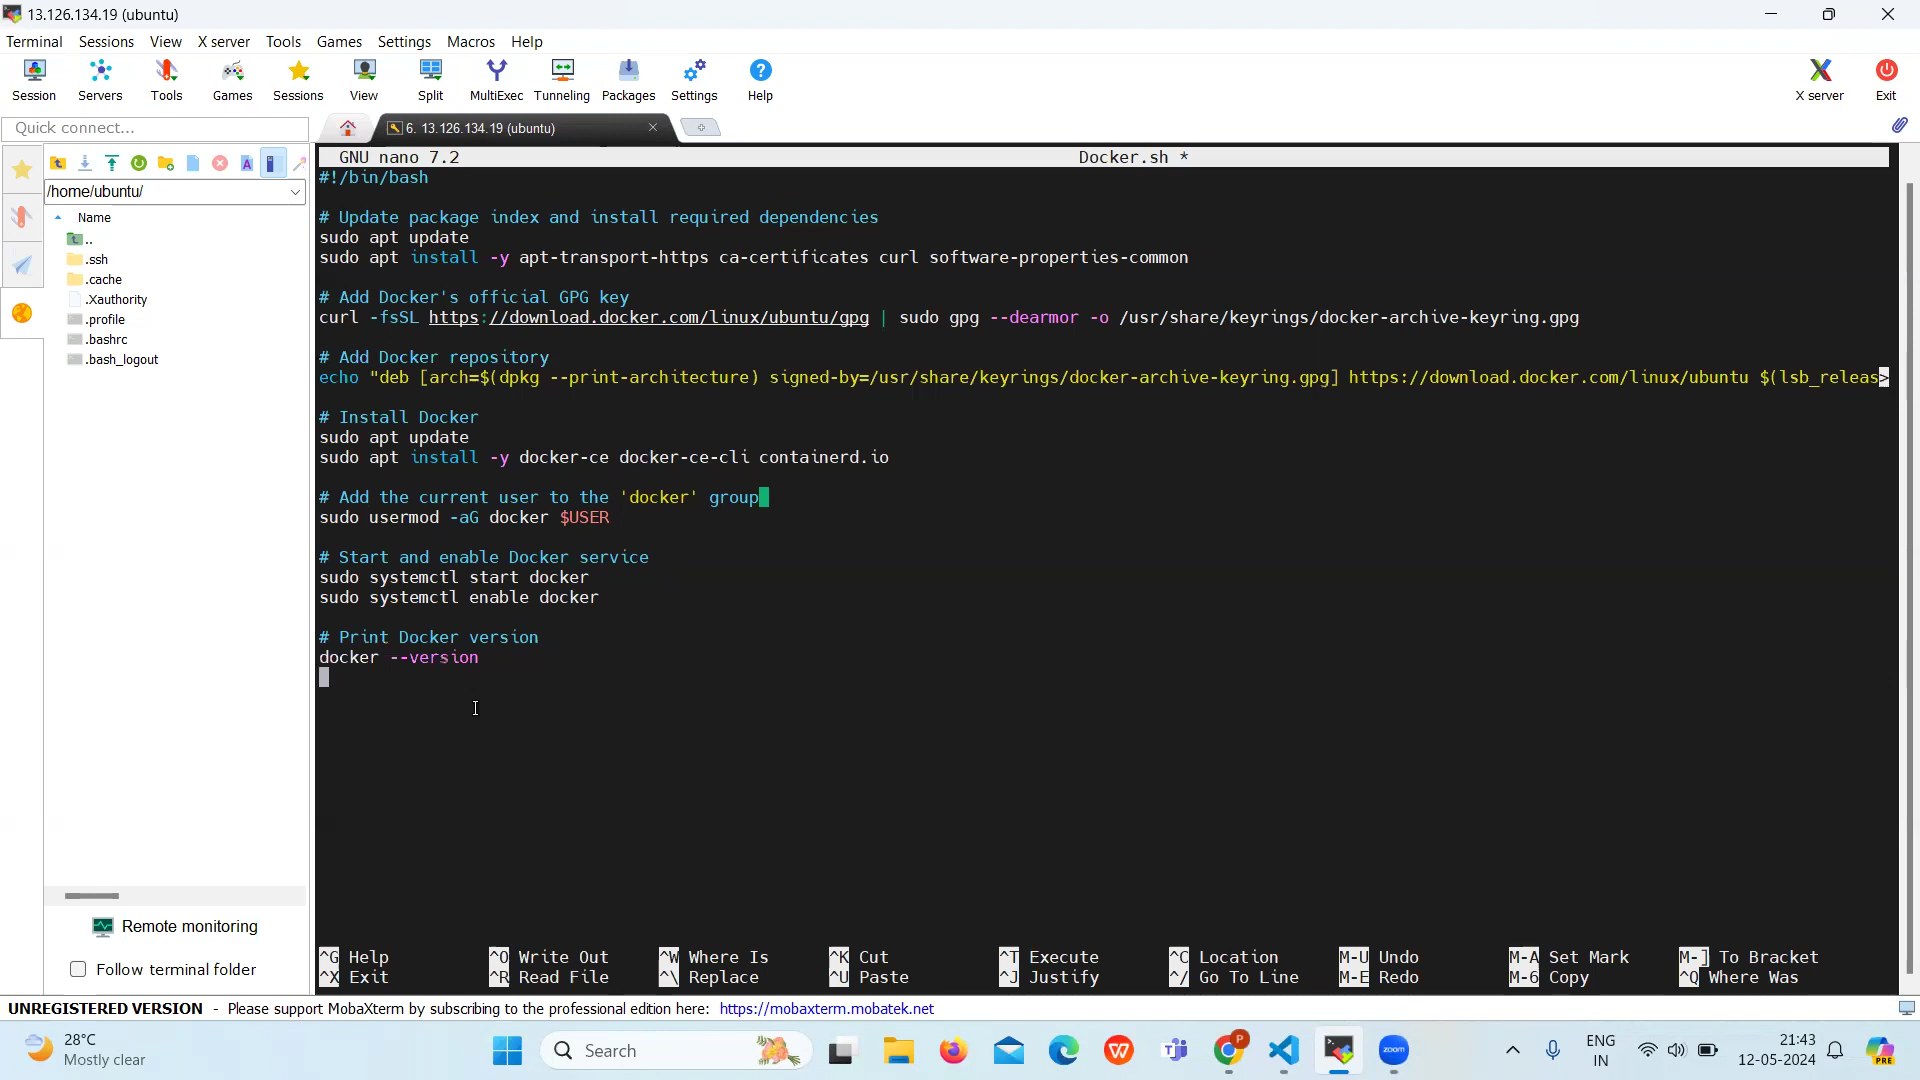 13.126.134.19 (ubuntu)
Terminal Sessions View X server Tools Games Settings Macros Help
Session Servers Tools Games Sessions View Split MultiExec Tunneling Packages Settings Help X server Exit
Quick connect...
6. 13.126.134.19 (ubuntu)
/home/ubuntu/
Name
..
.ssh
.cache
.Xauthority
.profile
.bashrc
.bash_logout
Remote monitoring
Follow terminal folder
GNU nano 7.2 Docker.sh *
#!/bin/bash
# Update package index and install required dependencies
sudo apt update
sudo apt install -y apt-transport-https ca-certificates curl software-properties-common
# Add Docker's official GPG key
curl -fsSL https://download.docker.com/linux/ubuntu/gpg | sudo gpg --dearmor -o /usr/share/keyrings/docker-archive-keyring.gpg
# Add Docker repository
echo "deb [arch=$(dpkg --print-architecture) signed-by=/usr/share/keyrings/docker-archive-keyring.gpg] https://download.docker.com/linux/ubuntu $(lsb_releas>
# Install Docker
sudo apt update
sudo apt install -y docker-ce docker-ce-cli containerd.io
# Add the current user to the 'docker' group
sudo usermod -aG docker $USER
# Start and enable Docker service
sudo systemctl start docker
sudo systemctl enable docker
# Print Docker version
docker --version
^G Help ^O Write Out ^W Where Is ^K Cut ^T Execute ^C Location M-U Undo M-A Set Mark M-] To Bracket
^X Exit ^R Read File ^\ Replace ^U Paste ^J Justify ^/ Go To Line M-E Redo M-6 Copy ^Q Where Was
UNREGISTERED VERSION - Please support MobaXterm by subscribing to the professional edition here: https://mobaxterm.mobatek.net
28°C
Mostly clear
Search
zoom
ENG
IN
21:43
12-05-2024
PRE